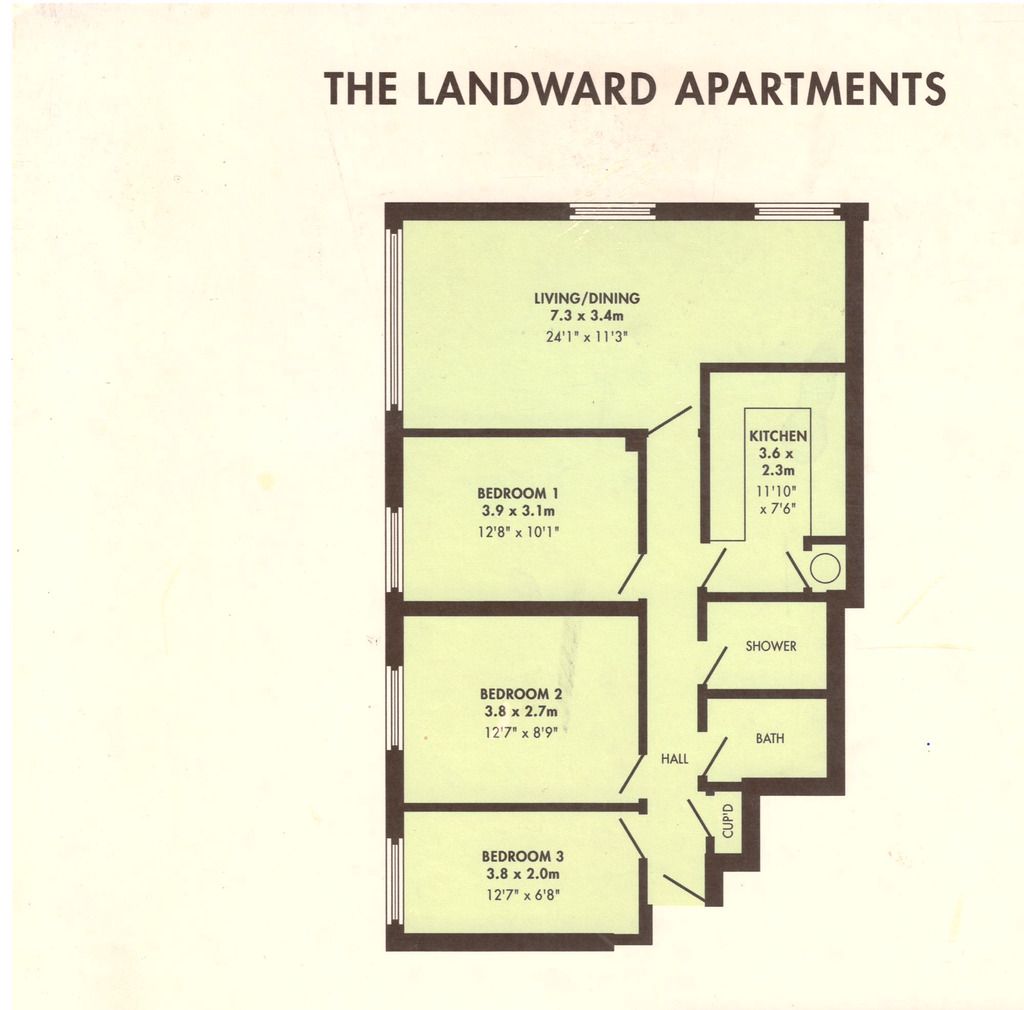 THE LANDWARD APARTMENTS
LIVING/DINING
7.3 x 3.4m
24'1" x 11'3"
KITCHEN
3.6 x
2.3m
11'10"
x 7'6"
BEDROOM 1
3.9 x 3.1m
12'8" x 10'1"
SHOWER
BEDROOM 2
3.8 x 2.7m
12'7" x 8'9"
BATH
HALL
CUP'D
BEDROOM 3
3.8 x 2.0m
12'7" x 6'8"